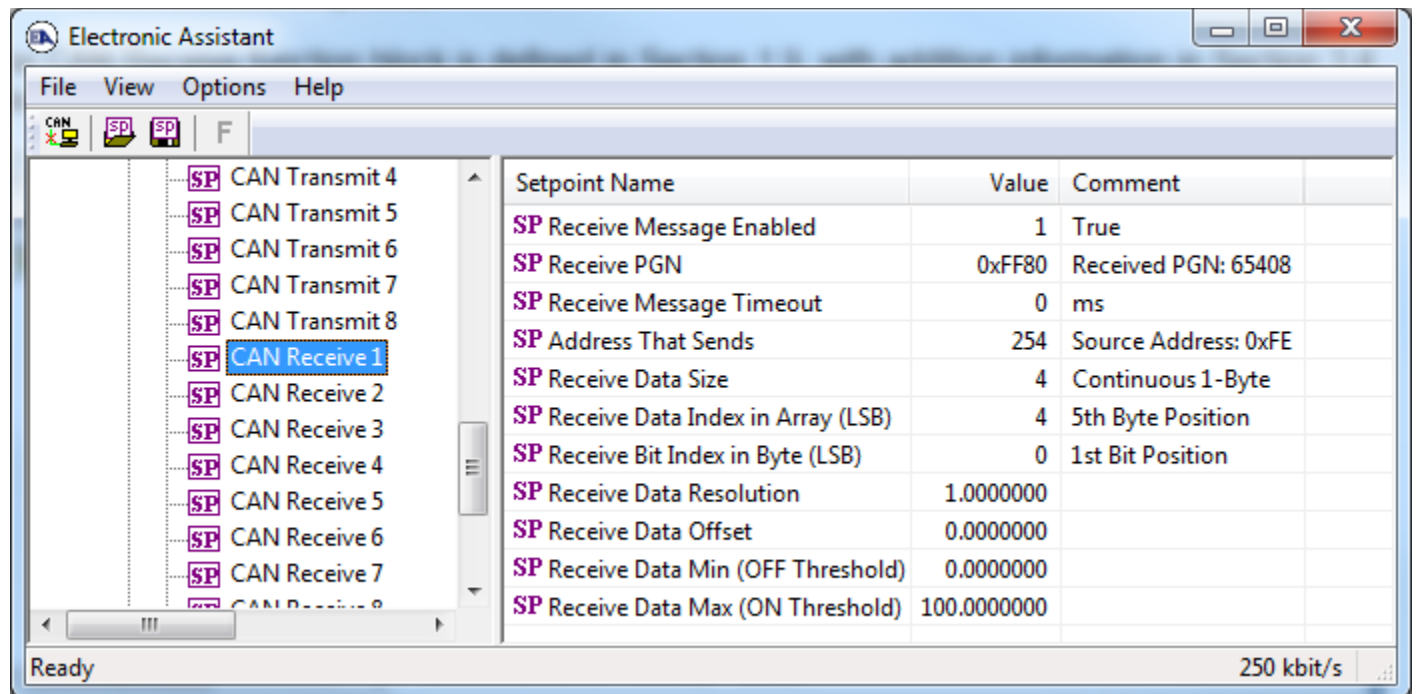 Electronic Assistant
File View Options Help
CAN SP SP F
SP CAN Transmit 4
SP CAN Transmit 5
SP CAN Transmit 6
SP CAN Transmit 7
SP CAN Transmit 8
SP CAN Receive 1
SP CAN Receive 2
SP CAN Receive 3
SP CAN Receive 4
SP CAN Receive 5
SP CAN Receive 6
SP CAN Receive 7
SP CAN Receive 8
Setpoint Name Value Comment
SP Receive Message Enabled 1 True
SP Receive PGN 0xFF80 Received PGN: 65408
SP Receive Message Timeout 0 ms
SP Address That Sends 254 Source Address: 0xFE
SP Receive Data Size 4 Continuous 1-Byte
SP Receive Data Index in Array (LSB) 4 5th Byte Position
SP Receive Bit Index in Byte (LSB) 0 1st Bit Position
SP Receive Data Resolution 1.0000000
SP Receive Data Offset 0.0000000
SP Receive Data Min (OFF Threshold) 0.0000000
SP Receive Data Max (ON Threshold) 100.0000000
Ready 250 kbit/s